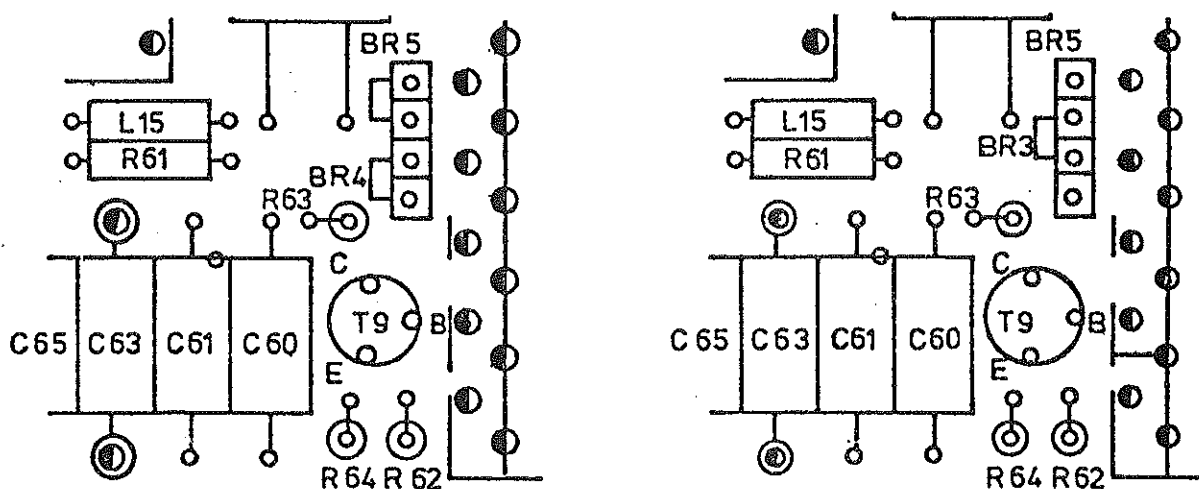 BR5
L15
R61
BR4
R63
C
C65 C63 C61 C60 T9 B
E
R64 R62
BR5
L15
R61
BR3
R63
C
C65 C63 C61 C60 T9 B
E
R64 R62